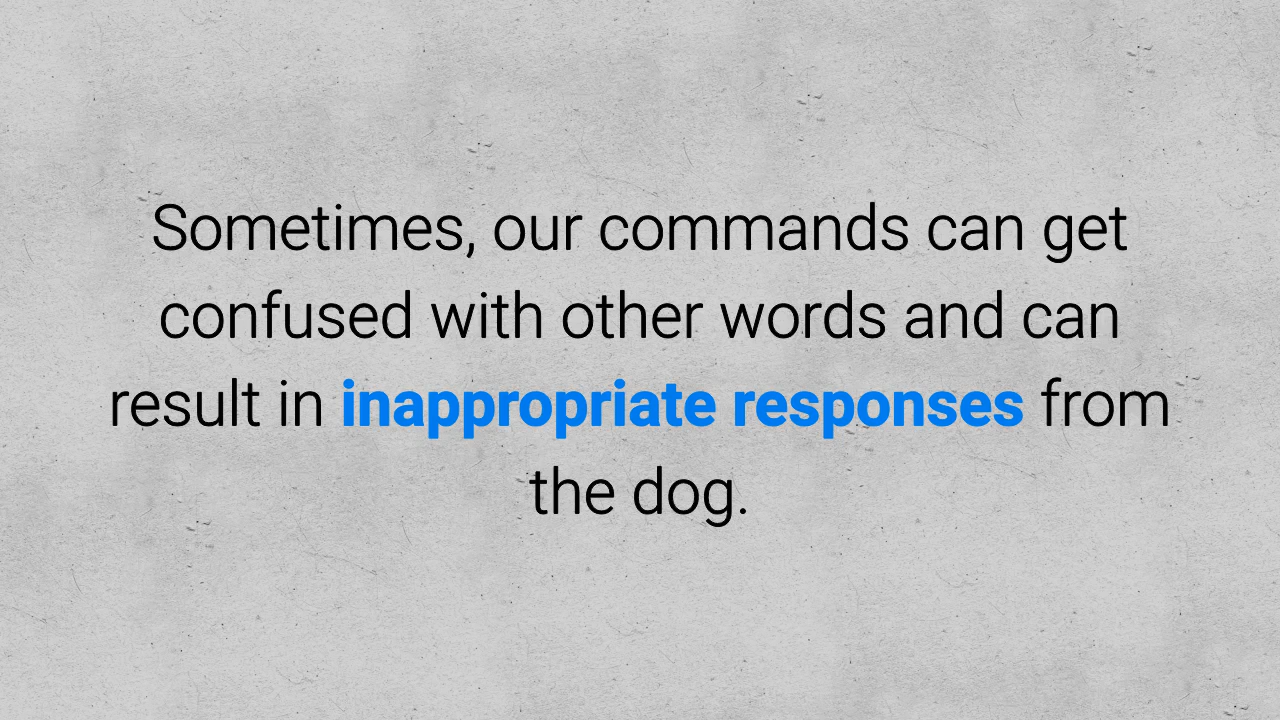 Sometimes, our commands can get
confused with other words and can
result in inappropriate responses from
the dog.